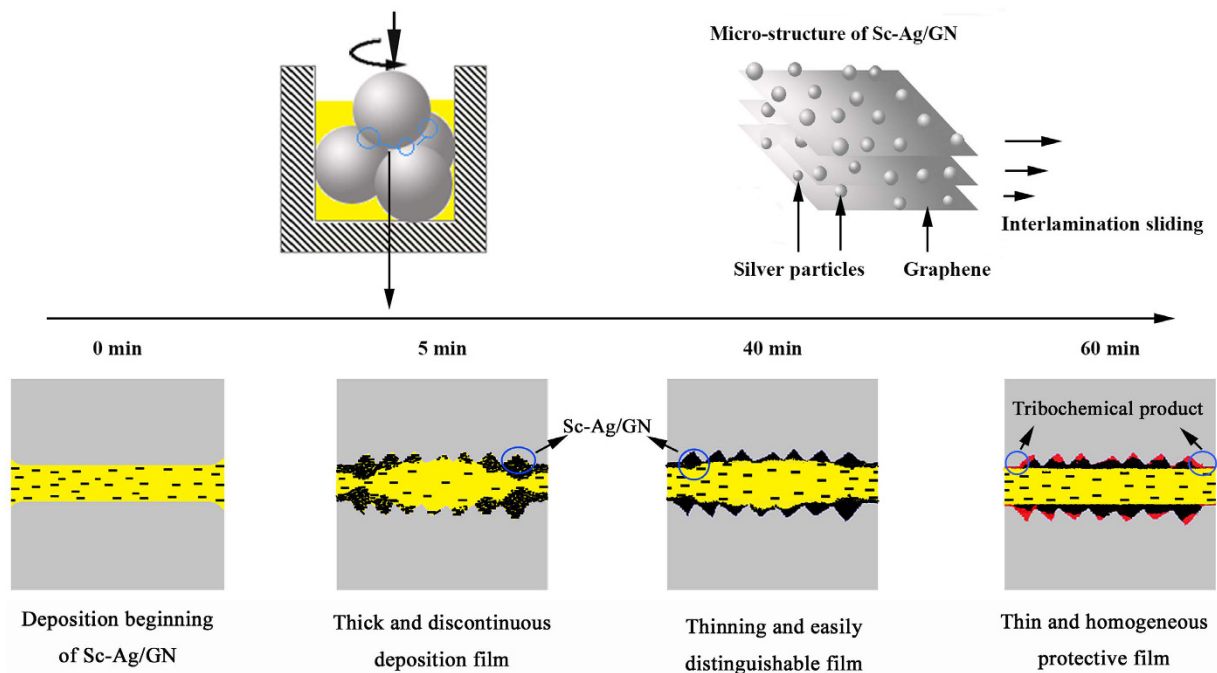 Micro-structure of Sc-Ag/GN
Interlamination sliding
Silver particles
Graphene
0 min
5 min
40 min
60 min
Sc-Ag/GN
Tribochemical product
Deposition beginning
of Sc-Ag/GN
Thick and discontinuous
deposition film
Thinning and easily
distinguishable film
Thin and homogeneous
protective film